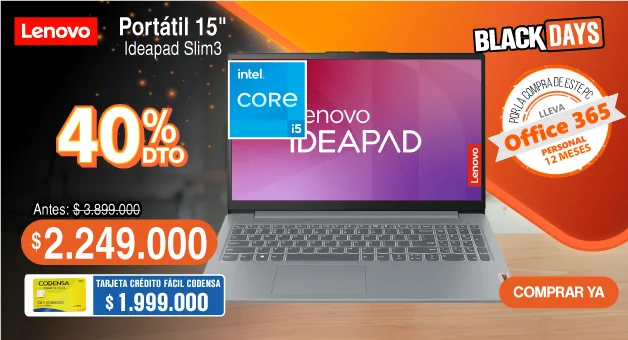 Lenovo
Portátil 15"
Ideapad Slim3
BLACK DAYS
intel.
CORE
i5
Lenovo
IDEAPAD
Lenovo
40%
DTO
POR LA COMPRA DE ESTE PC
LLEVA
Office 365
PERSONAL
12 MESES
Antes: $ 3.899.000
$ 2.249.000
CODENSA
TARJETA CRÉDITO FÁCIL CODENSA
$ 1.999.000
COMPRAR YA